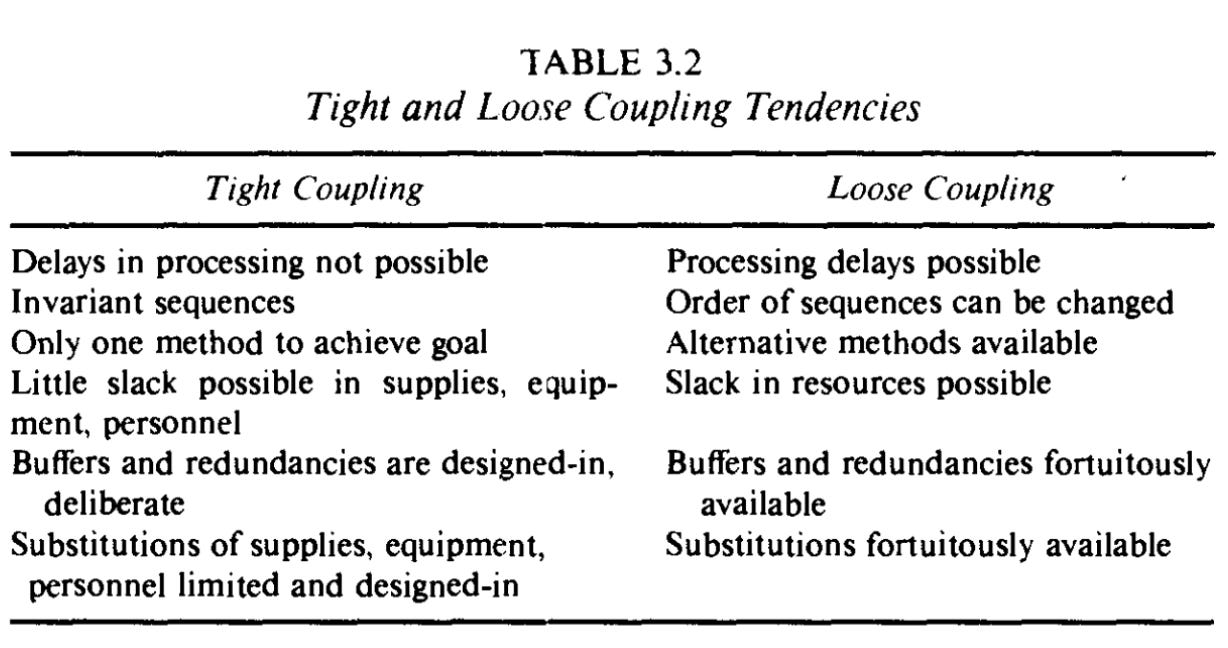 TABLE 3.2
Tight and Loose Coupling Tendencies
Tight Coupling Loose Coupling
Delays in processing not possible Processing delays possible
Invariant sequences Order of sequences can be changed
Only one method to achieve goal Alternative methods available
Little slack possible in supplies, equip- Slack in resources possible
ment, personnel
Buffers and redundancies are designed-in, Buffers and redundancies fortuitously
deliberate available
Substitutions of supplies, equipment, Substitutions fortuitously available
personnel limited and designed-in